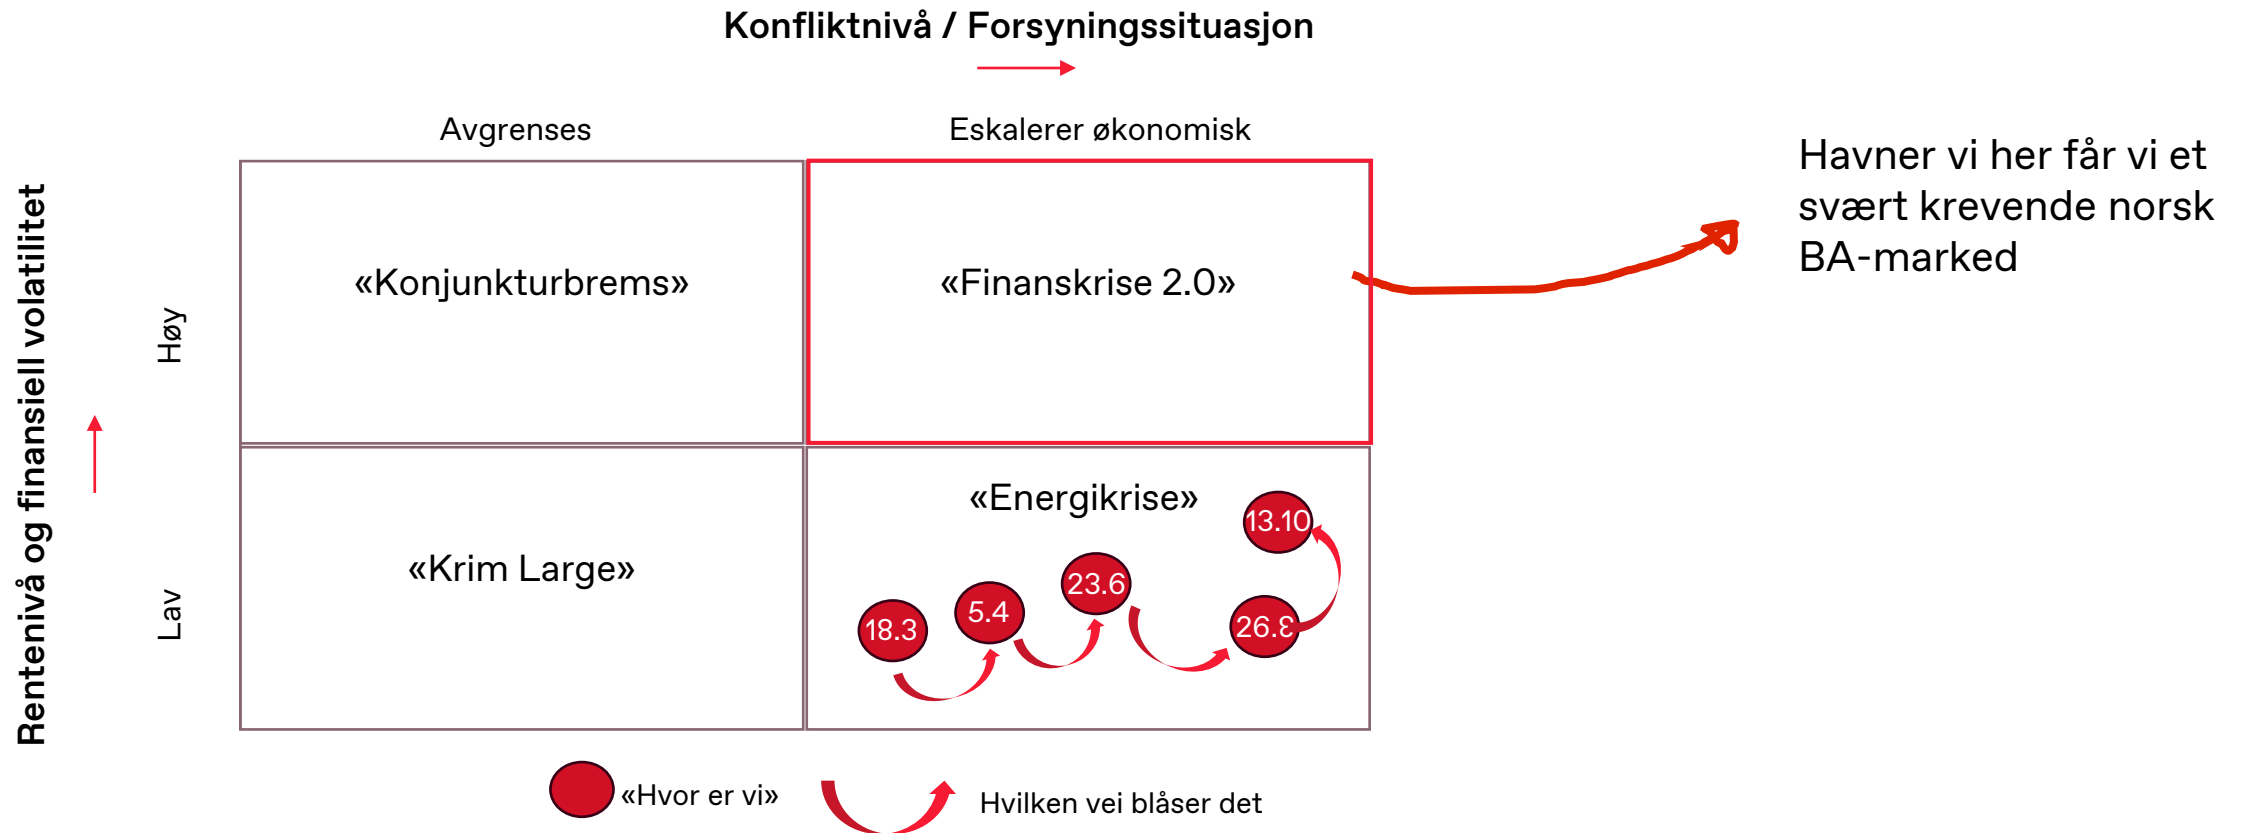 Konfliktnivå / Forsyningssituasjon
Avgrenses
Eskalerer økonomisk
Havner vi her får vi et
svært krevende norsk
BA-marked
Rentenivå og finansiell volatilitet
Høy
«Konjunkturbrems»
«Finanskrise 2.0»
Lav
«Krim Large»
«Energikrise»
18.3
5.4
23.6
26.8
13.10
«Hvor er vi»
Hvilken vei blåser det